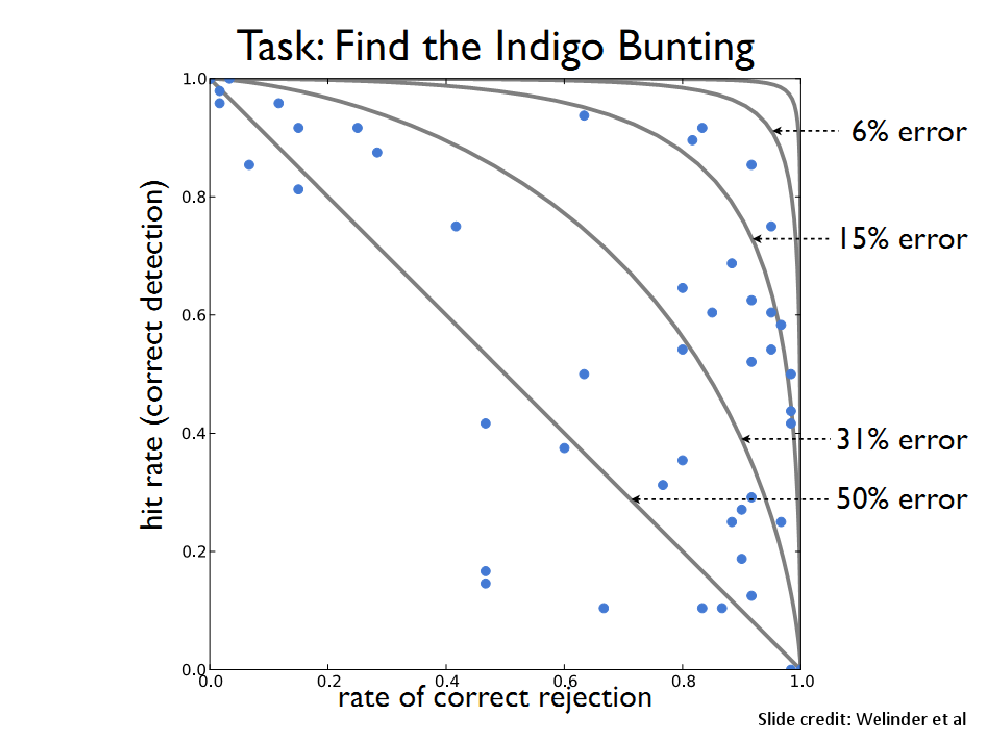 Task: Find the Indigo Bunting
1.0
6% error
0.8
15% error
hit rate (correct detection)
0.6
0.4
31% error
50% error
0.2
0.0
0.0 0.2 0.4 0.6 0.8 1.0
rate of correct rejection
Slide credit: Welinder et al